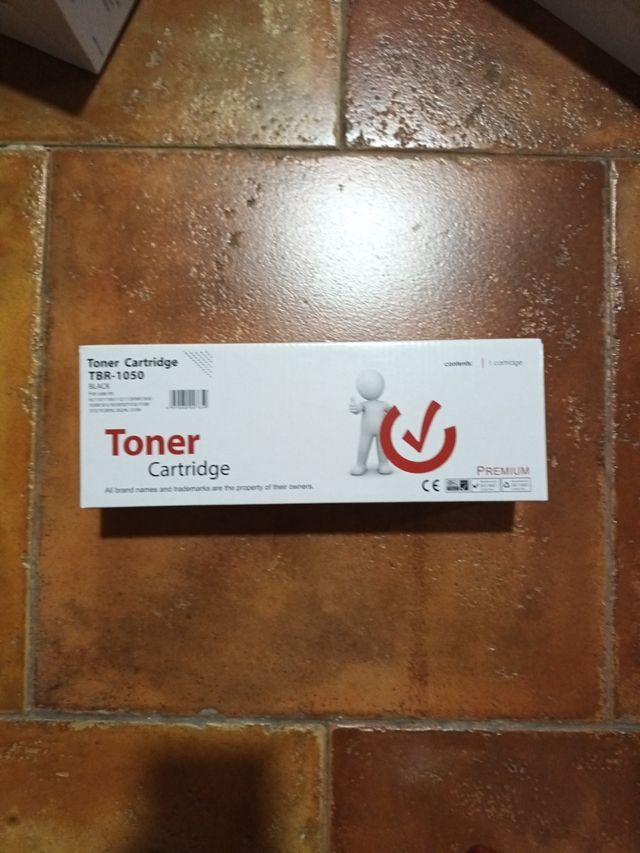 Toner Cartridge
TBR-1050
BLACK
For use in:
contents: 1 cartridge
Toner
Cartridge
PREMIUM
All brand names and trademarks are the property of their owners.
CE